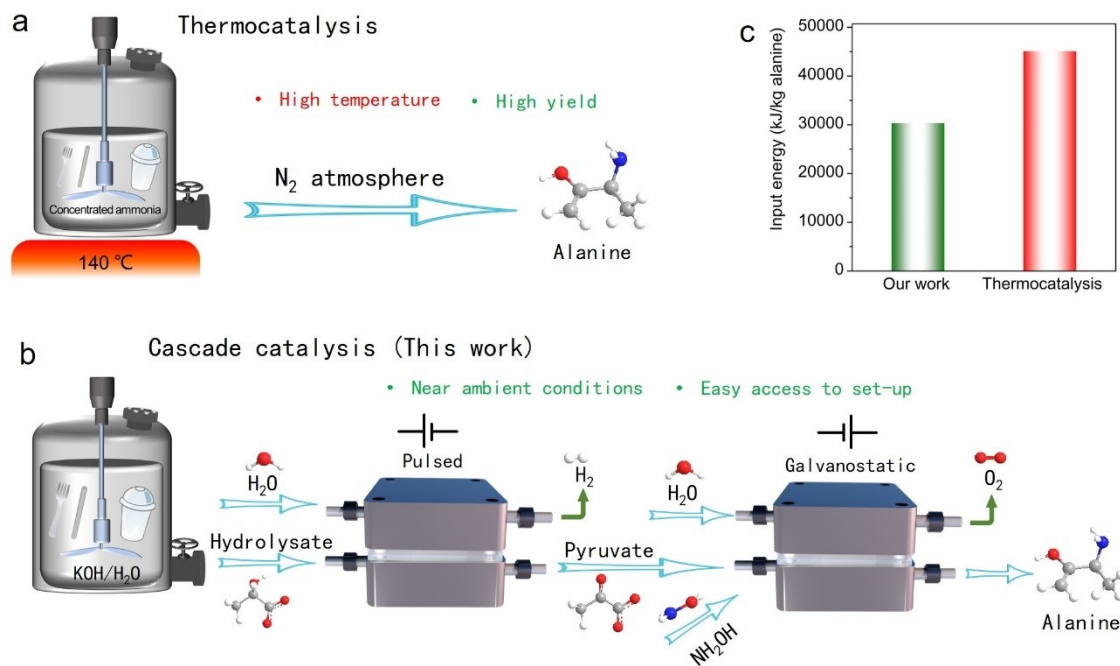 a
Thermocatalysis
• High temperature
• High yield
Concentrated ammonia
140 ℃
N₂ atmosphere
Alanine
c
Input energy (kJ/kg alanine)
50000
40000
30000
20000
10000
0
Our work
Thermocatalysis
b
Cascade catalysis (This work)
• Near ambient conditions
• Easy access to set-up
KOH/H₂O
H₂O
Hydrolysate
Pulsed
H₂
Pyruvate
NH₂OH
H₂O
Galvanostatic
O₂
Alanine